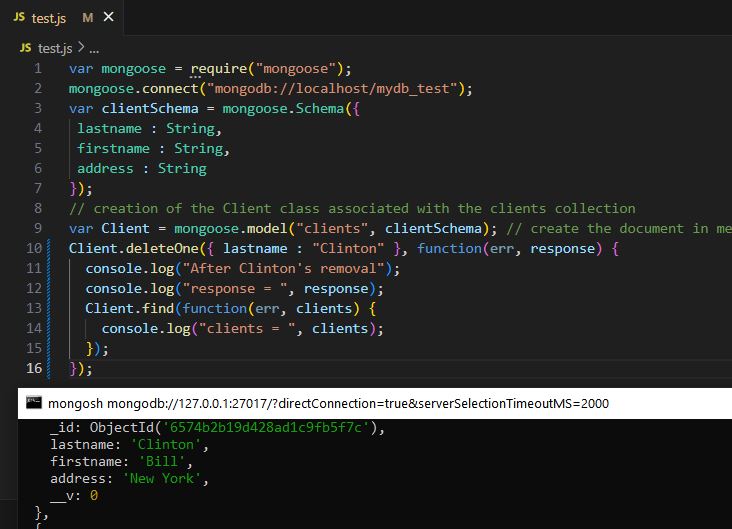 JS test.js M ×
JS test.js > ...
1 var mongoose = require("mongoose");
2 mongoose.connect("mongodb://localhost/mydb_test");
3 var clientSchema = mongoose.Schema({
4 lastname : String,
5 firstname : String,
6 address : String
7 });
8 // creation of the Client class associated with the clients collection
9 var Client = mongoose.model("clients", clientSchema); // create the document in me
10 Client.deleteOne({ lastname : "Clinton" }, function(err, response) {
11 console.log("After Clinton's removal");
12 console.log("response = ", response);
13 Client.find(function(err, clients) {
14 console.log("clients = ", clients);
15 });
16 });
mongosh mongodb://127.0.0.1:27017/?directConnection=true&serverSelectionTimeoutMS=2000
_id: ObjectId('6574b2b19d428ad1c9fb5f7c'),
lastname: 'Clinton',
firstname: 'Bill',
address: 'New York',
__v: 0
},
{